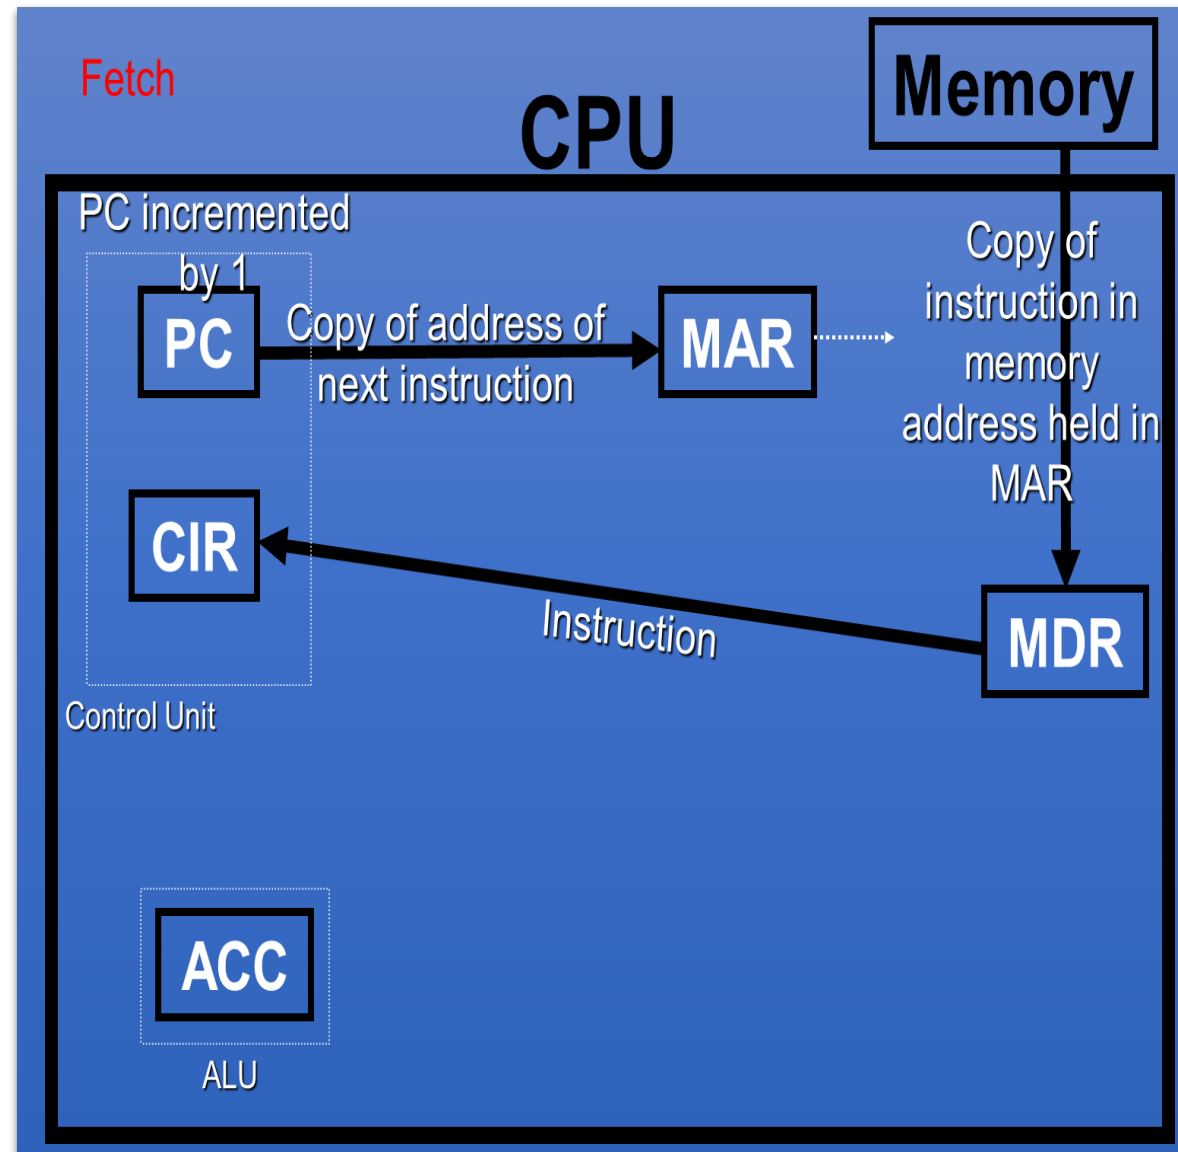 Fetch
Memory
CPU
PC incremented
by 1
PC
Copy of address of
next instruction
MAR
Copy of
instruction in
memory
address held in
MAR
CIR
Instruction
MDR
Control Unit
ACC
ALU